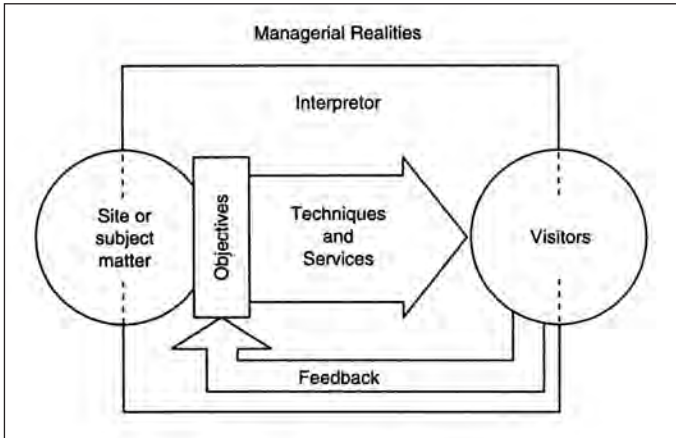 Managerial Realities
Interpretor
Site or
subject
matter
Objectives
Techniques
and
Services
Visitors
Feedback